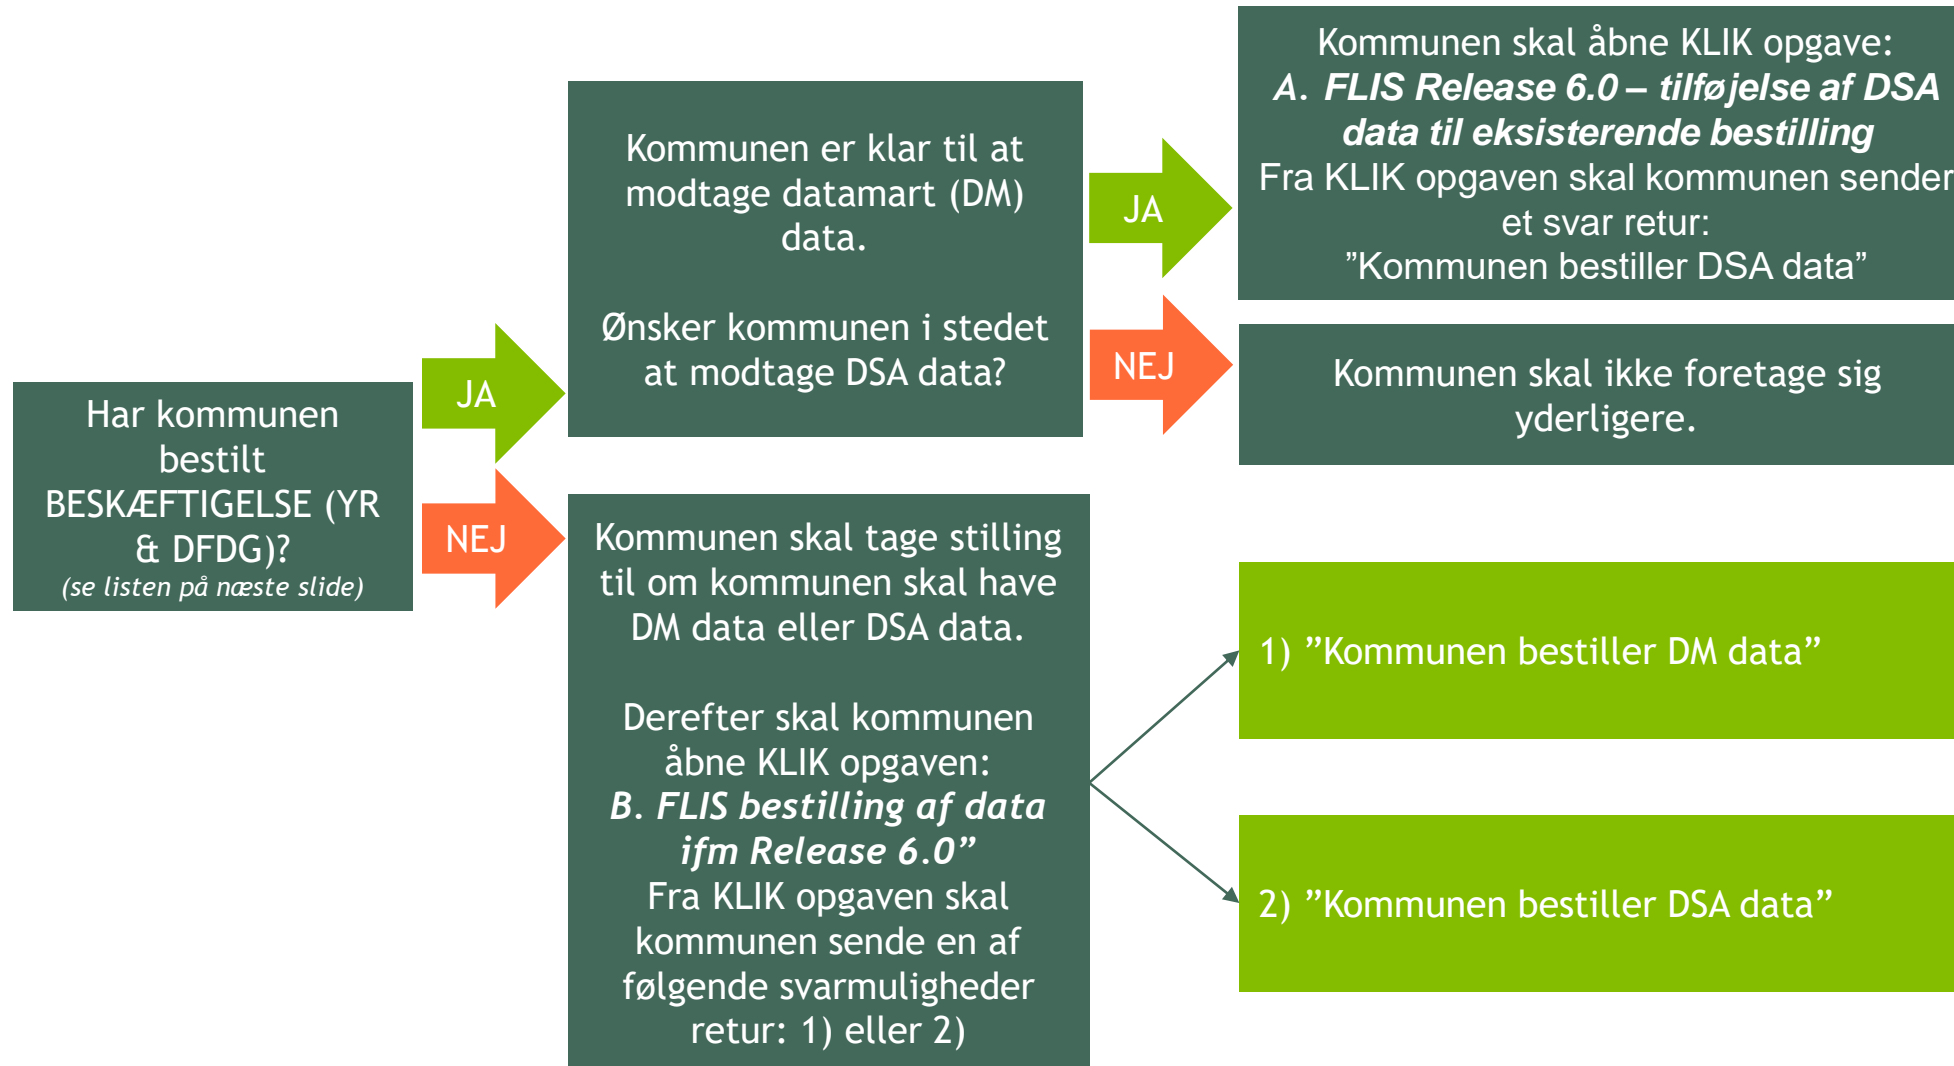 Har kommunen
bestilt
BESKÆFTIGELSE (YR
& DFDG)?
(se listen på næste slide)
JA
NEJ
Kommunen er klar til at
modtage datamart (DM)
data.
Ønsker kommunen i stedet
at modtage DSA data?
JA
NEJ
Kommunen skal åbne KLIK opgave:
A. FLIS Release 6.0 – tilføjelse af DSA
data til eksisterende bestilling
Fra KLIK opgaven skal kommunen sender
et svar retur:
”Kommunen bestiller DSA data”
Kommunen skal ikke foretage sig
yderligere.
Kommunen skal tage stilling
til om kommunen skal have
DM data eller DSA data.
Derefter skal kommunen
åbne KLIK opgaven:
B. FLIS bestilling af data
ifm Release 6.0”
Fra KLIK opgaven skal
kommunen sende en af
følgende svarmuligheder
retur: 1) eller 2)
1) ”Kommunen bestiller DM data”
2) ”Kommunen bestiller DSA data”